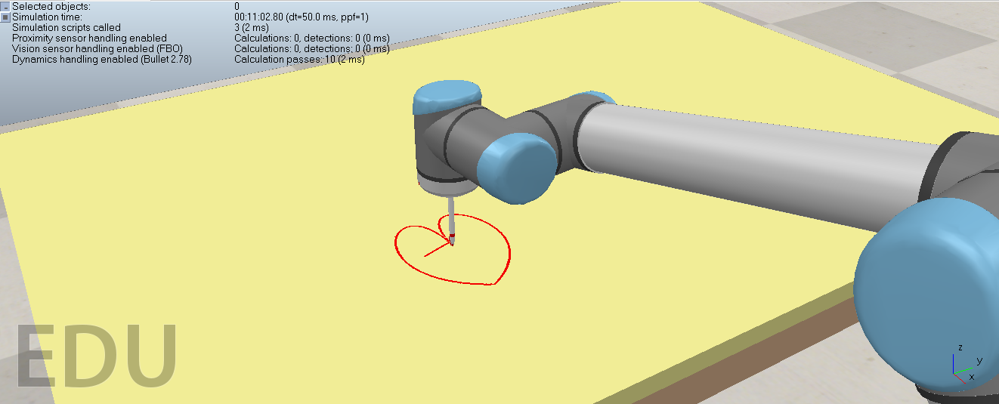 Selected objects: 0
Simulation time: 00:11:02.80 (dt=50.0 ms, ppf=1)
Simulation scripts called 3 (2 ms)
Proximity sensor handling enabled Calculations: 0, detections: 0 (0 ms)
Vision sensor handling enabled (FBO) Calculations: 0, detections: 0 (0 ms)
Dynamics handling enabled (Bullet 2.78) Calculation passes: 10 (2 ms)
EDU
z
y
x